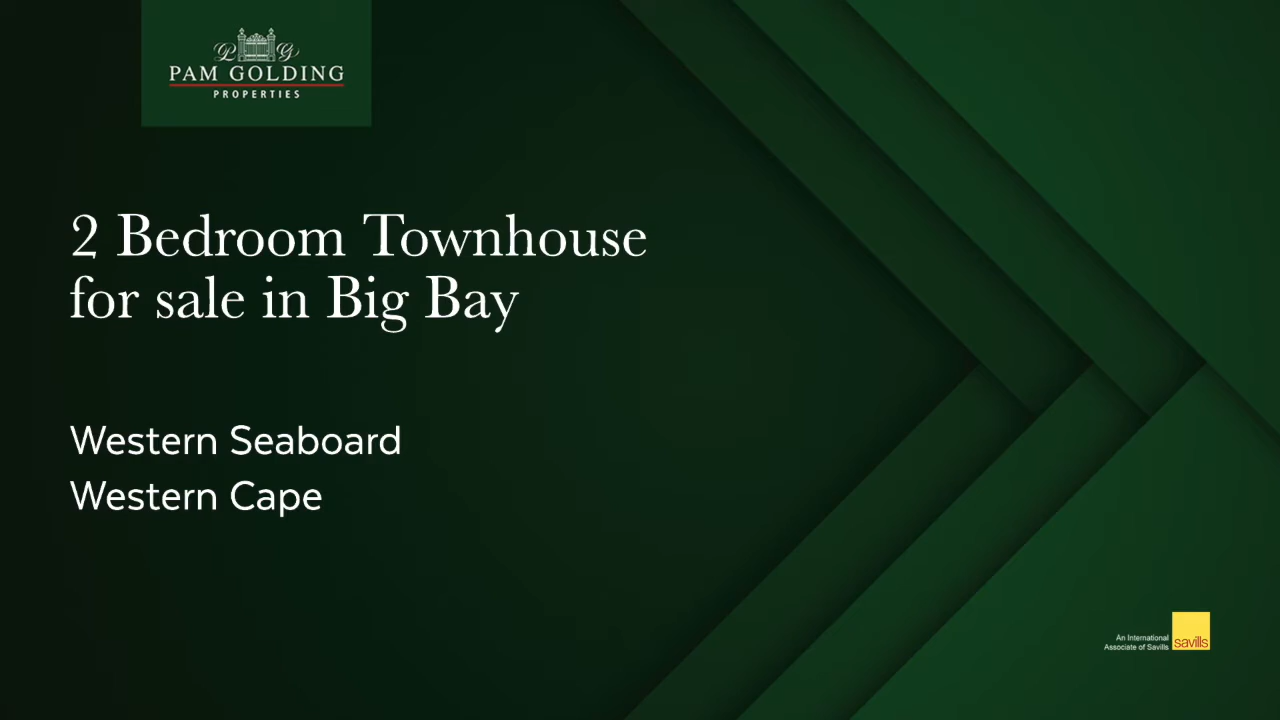 PG
PAM GOLDING
PROPERTIES
2 Bedroom Townhouse
for sale in Big Bay
Western Seaboard
Western Cape
An International
Associate of Savills
savills